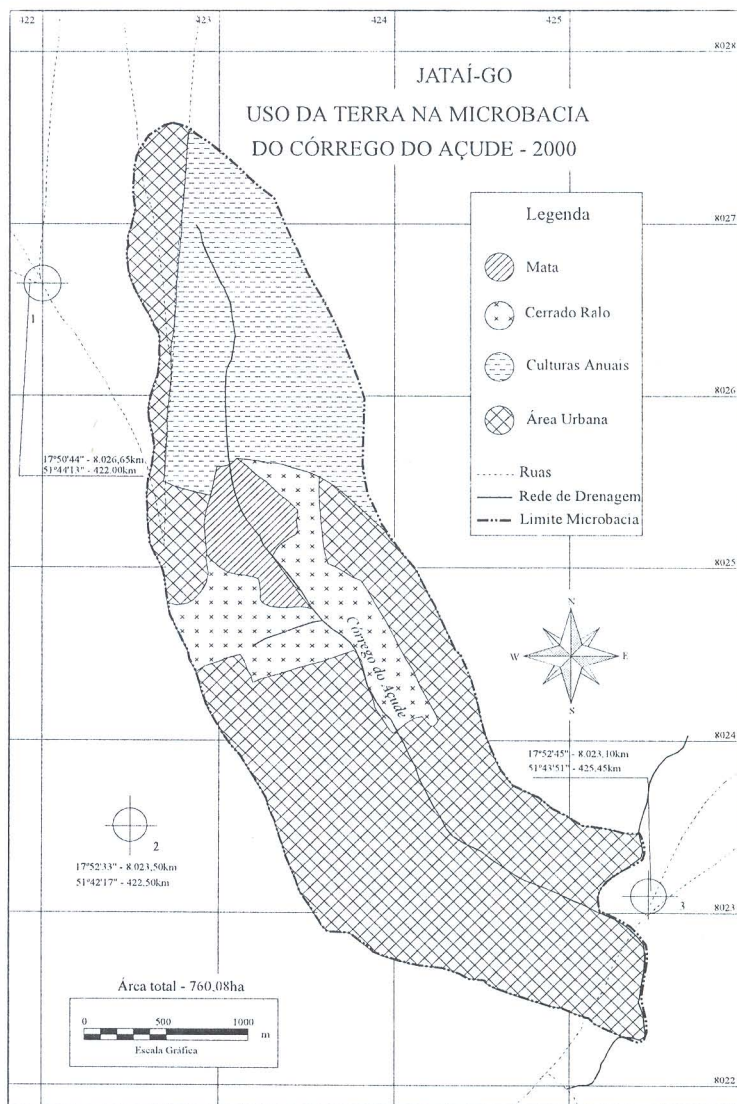 422 423 424 425
8028
JATAÍ-GO
USO DA TERRA NA MICROBACIA
DO CÓRREGO DO AÇUDE - 2000
Legenda
8027
Mata
1
Cerrado Ralo
Culturas Anuais
8026
Área Urbana
17°50'44" - 8.026,65km
51°44'13" - 422.00km
Ruas
Rede de Drenagem
Limite Microbacia
8025
N
W E
S
Córrego do Açude
8024
17°52'45" - 8.023,10km
51°43'51" - 425,45km
2
17°52'33" - 8.023,50km
51°42'17" - 422,50km
3
8023
Área total - 760,08ha
0 500 1000
m
Escala Gráfica
8022